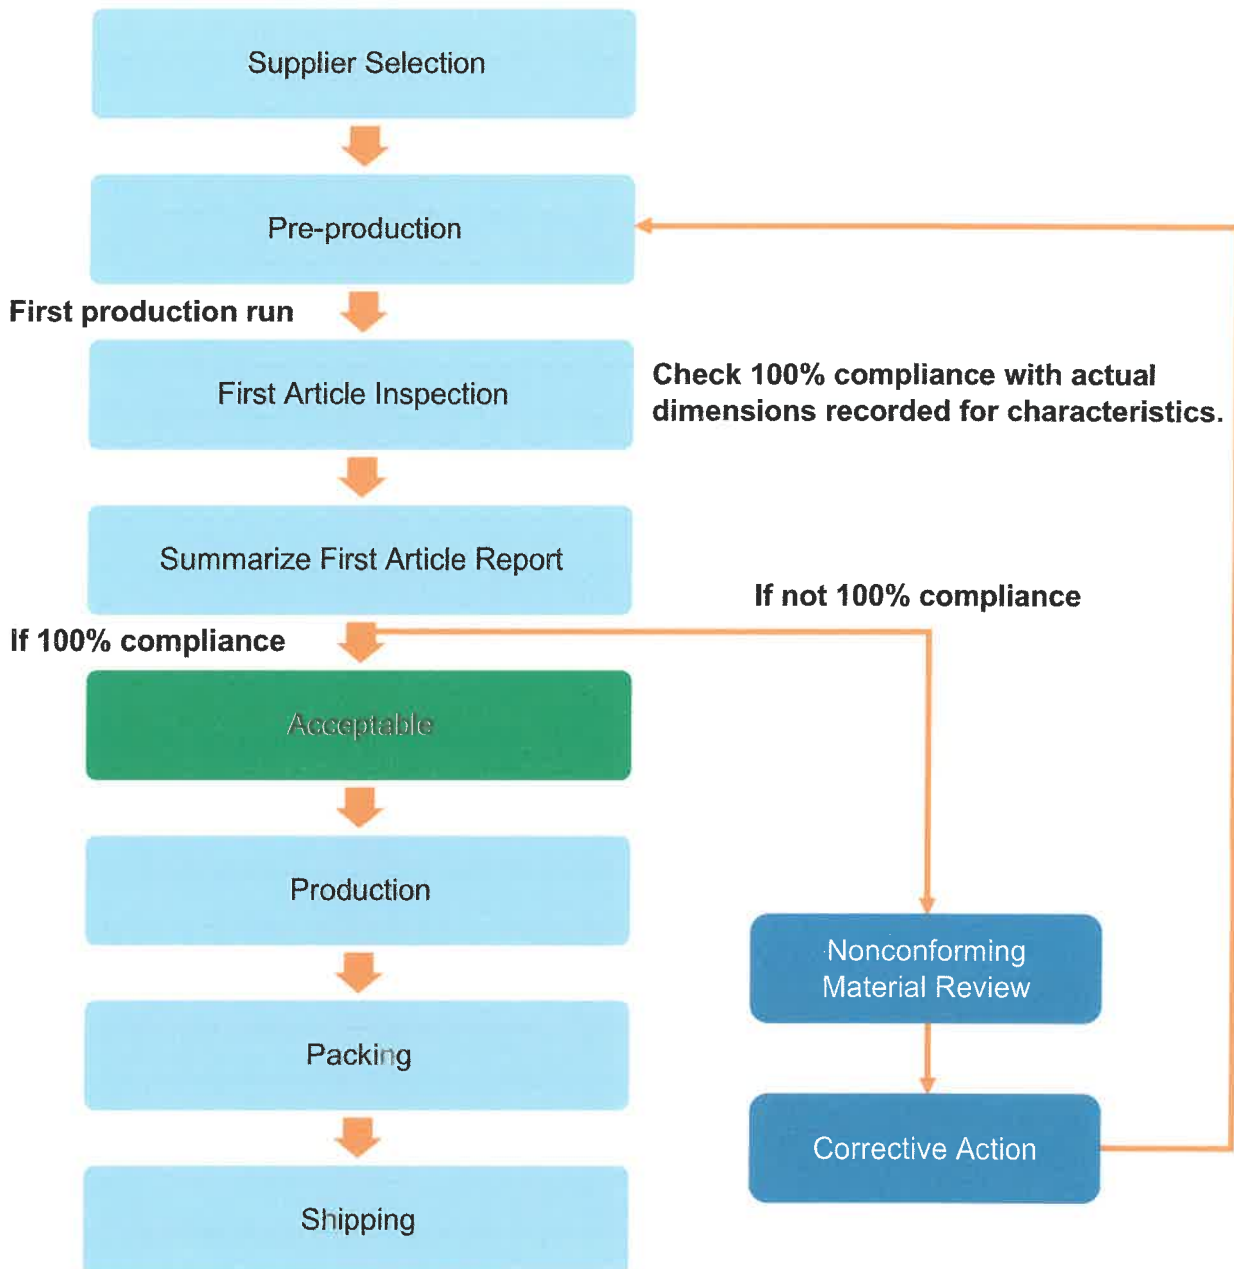 Supplier Selection
Pre-production
First production run
First Article Inspection
Check 100% compliance with actual
dimensions recorded for characteristics.
Summarize First Article Report
If not 100% compliance
If 100% compliance
Acceptable
Production
Nonconforming
Material Review
Packing
Corrective Action
Shipping